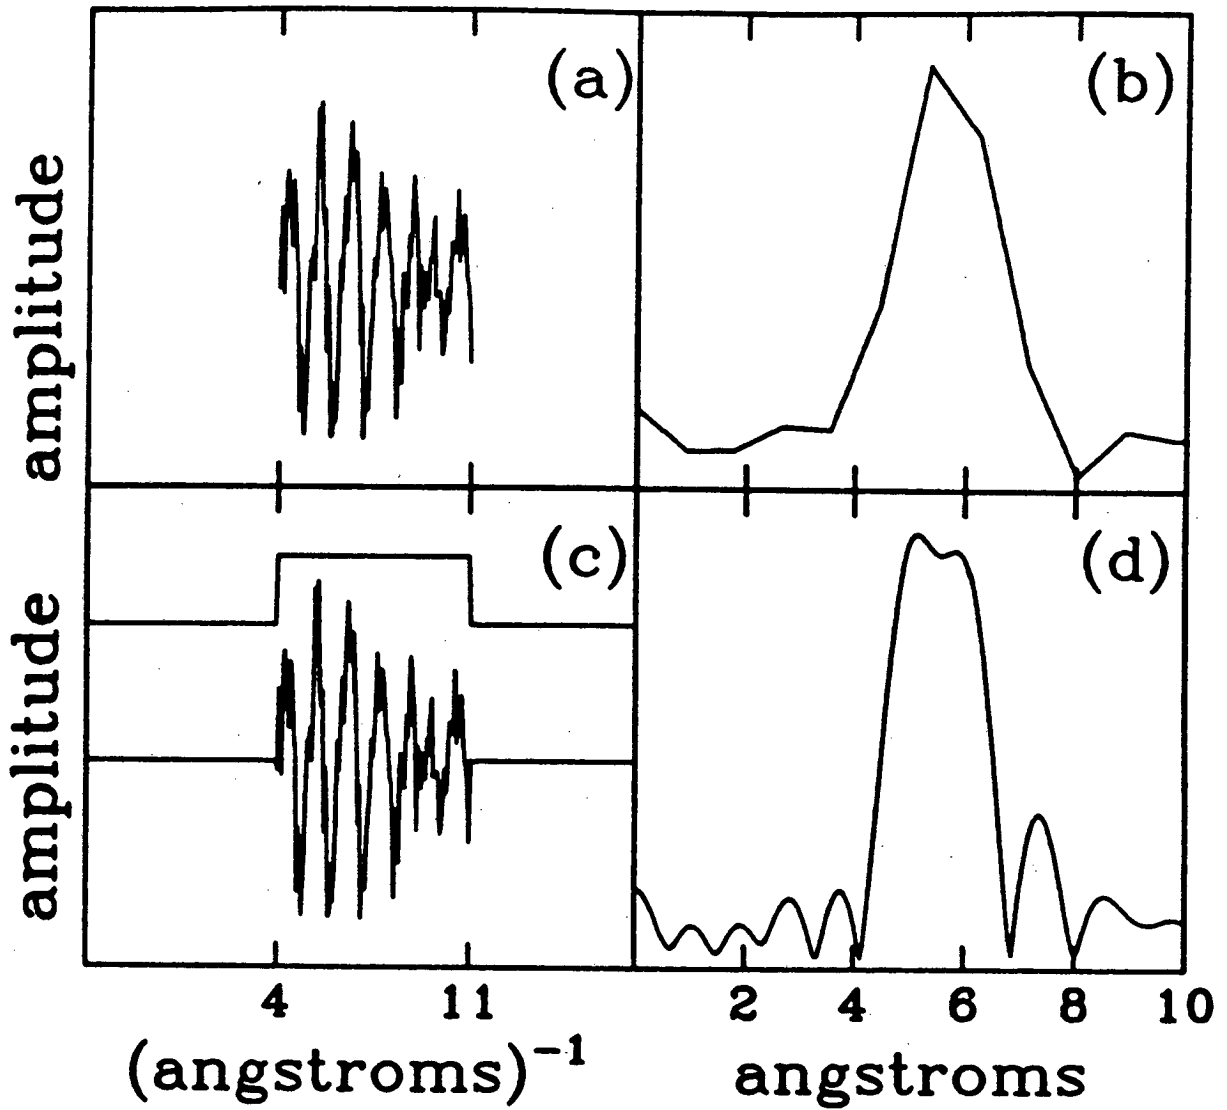 (a)
(b)
amplitude
(c)
(d)
amplitude
4
11
2
4
6
8
10
(angstroms)⁻¹
angstroms